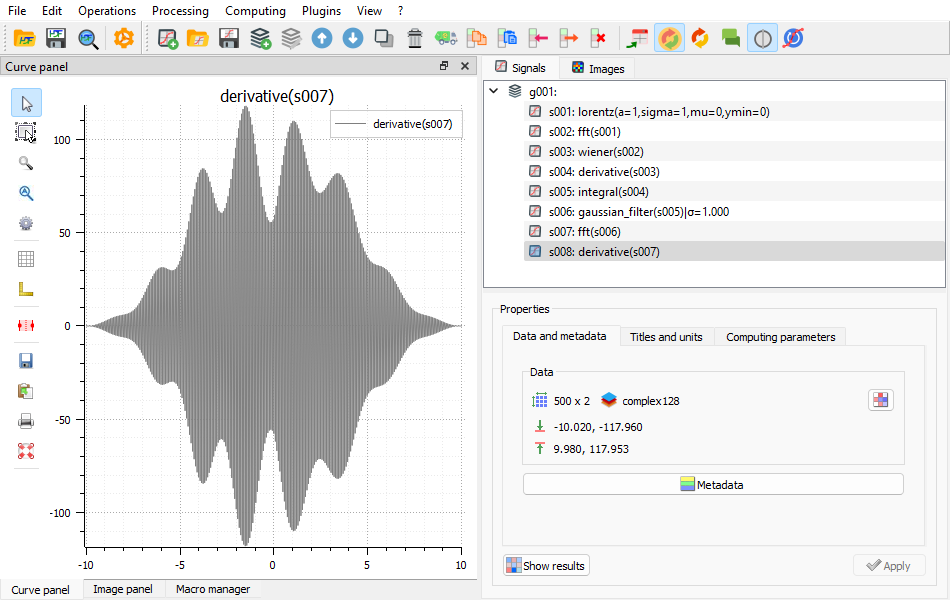 File Edit Operations Processing Computing Plugins View ?
Curve panel
derivative(s007)
derivative(s007)
100
50
0
-50
-100
-10 -5 0 5 10
Curve panel Image panel Macro manager
Signals Images
g001:
s001: lorentz(a=1,sigma=1,mu=0,ymin=0)
s002: fft(s001)
s003: wiener(s002)
s004: derivative(s003)
s005: integral(s004)
s006: gaussian_filter(s005)|σ=1.000
s007: fft(s006)
s008: derivative(s007)
Properties
Data and metadata Titles and units Computing parameters
Data
500 x 2 complex128
-10.020, -117.960
9.980, 117.953
Metadata
Show results Apply